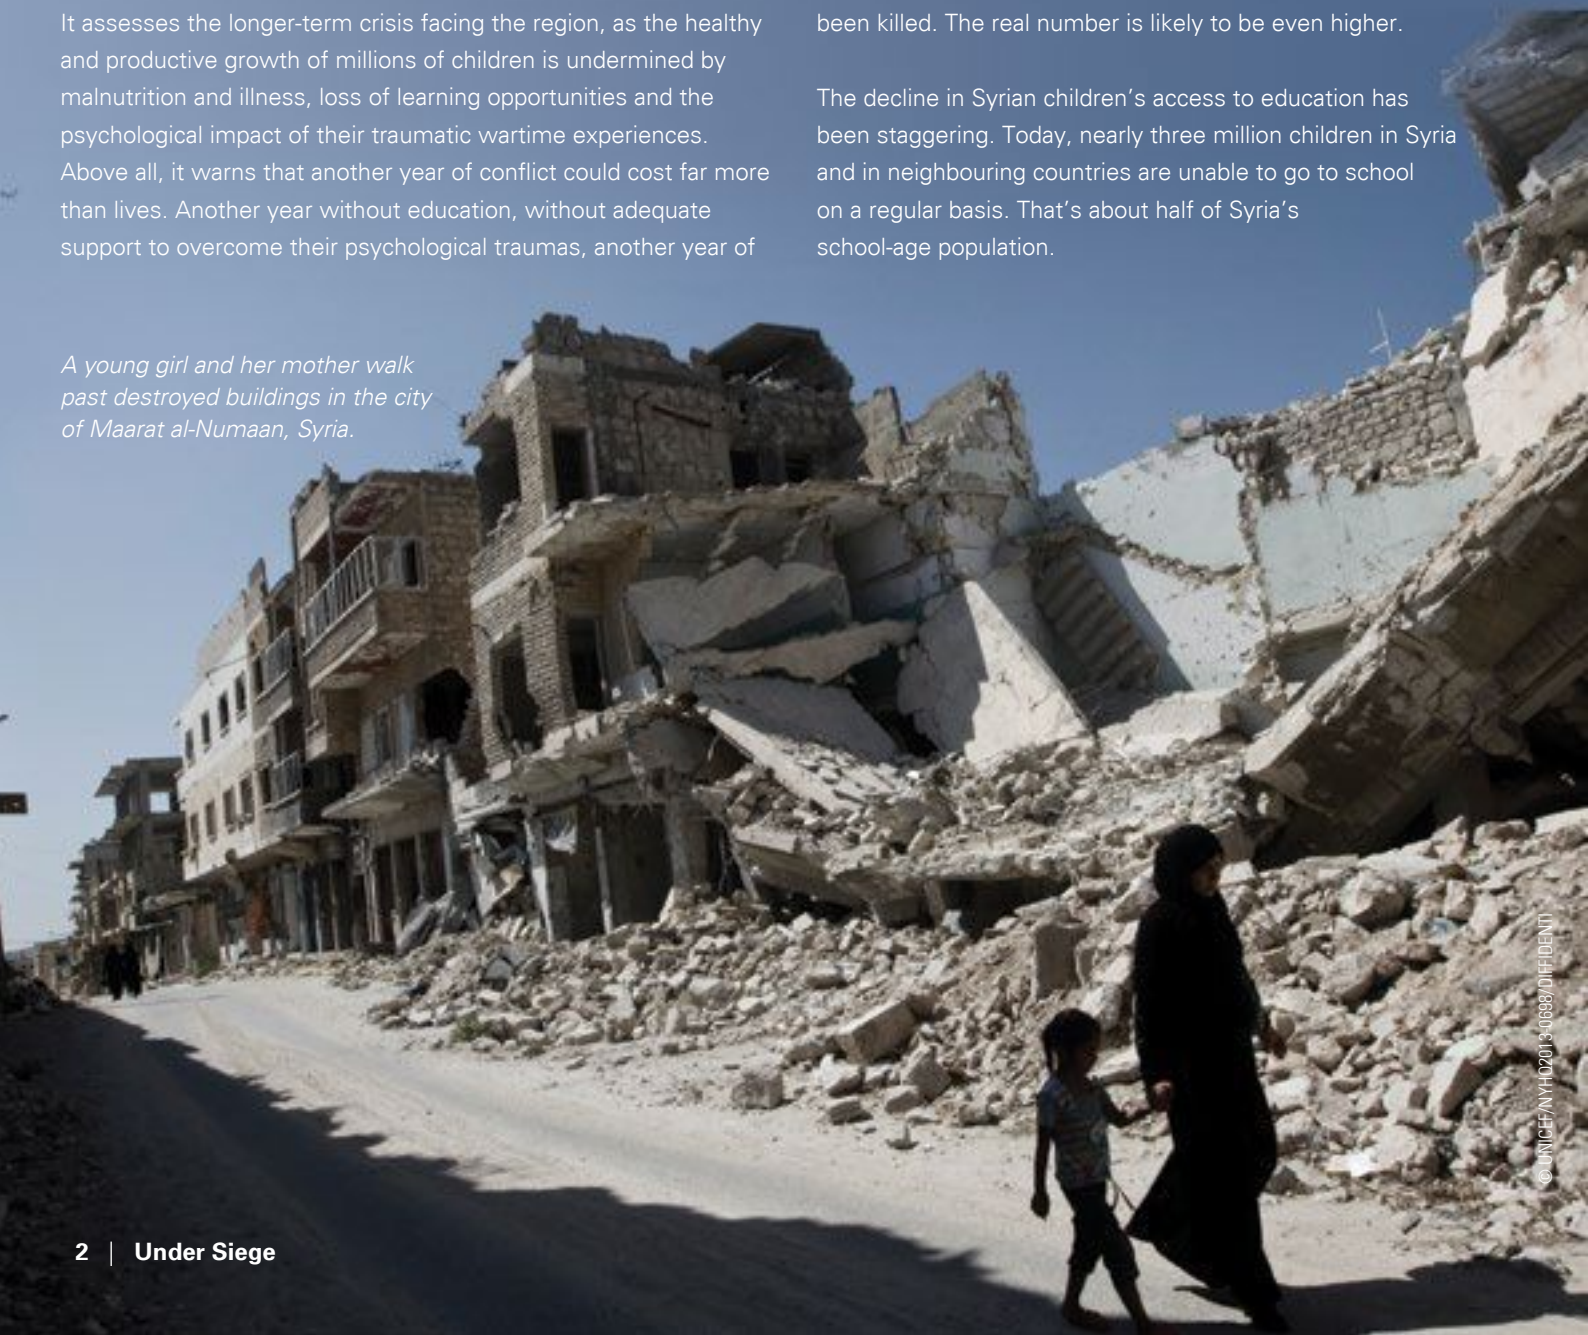 It assesses the longer-term crisis facing the region, as the healthy
and productive growth of millions of children is undermined by
malnutrition and illness, loss of learning opportunities and the
psychological impact of their traumatic wartime experiences.
Above all, it warns that another year of conflict could cost far more
than lives. Another year without education, without adequate
support to overcome their psychological traumas, another year of
been killed. The real number is likely to be even higher.
The decline in Syrian children’s access to education has
been staggering. Today, nearly three million children in Syria
and in neighbouring countries are unable to go to school
on a regular basis. That’s about half of Syria’s
school-age population.
A young girl and her mother walk
past destroyed buildings in the city
of Maarat al-Numaan, Syria.
© UNICEF/NYHQ2013-0698/DIFFIDENTI
2 | Under Siege